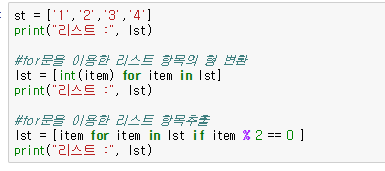 st = ['1','2','3','4']
print("리스트 :", lst)
#for문을 이용한 리스트 항목의 형 변환
lst = [int(item) for item in lst]
print("리스트 :", lst)
#for문을 이용한 리스트 항목추출
lst = [item for item in lst if item % 2 == 0 ]
print("리스트 :", lst)